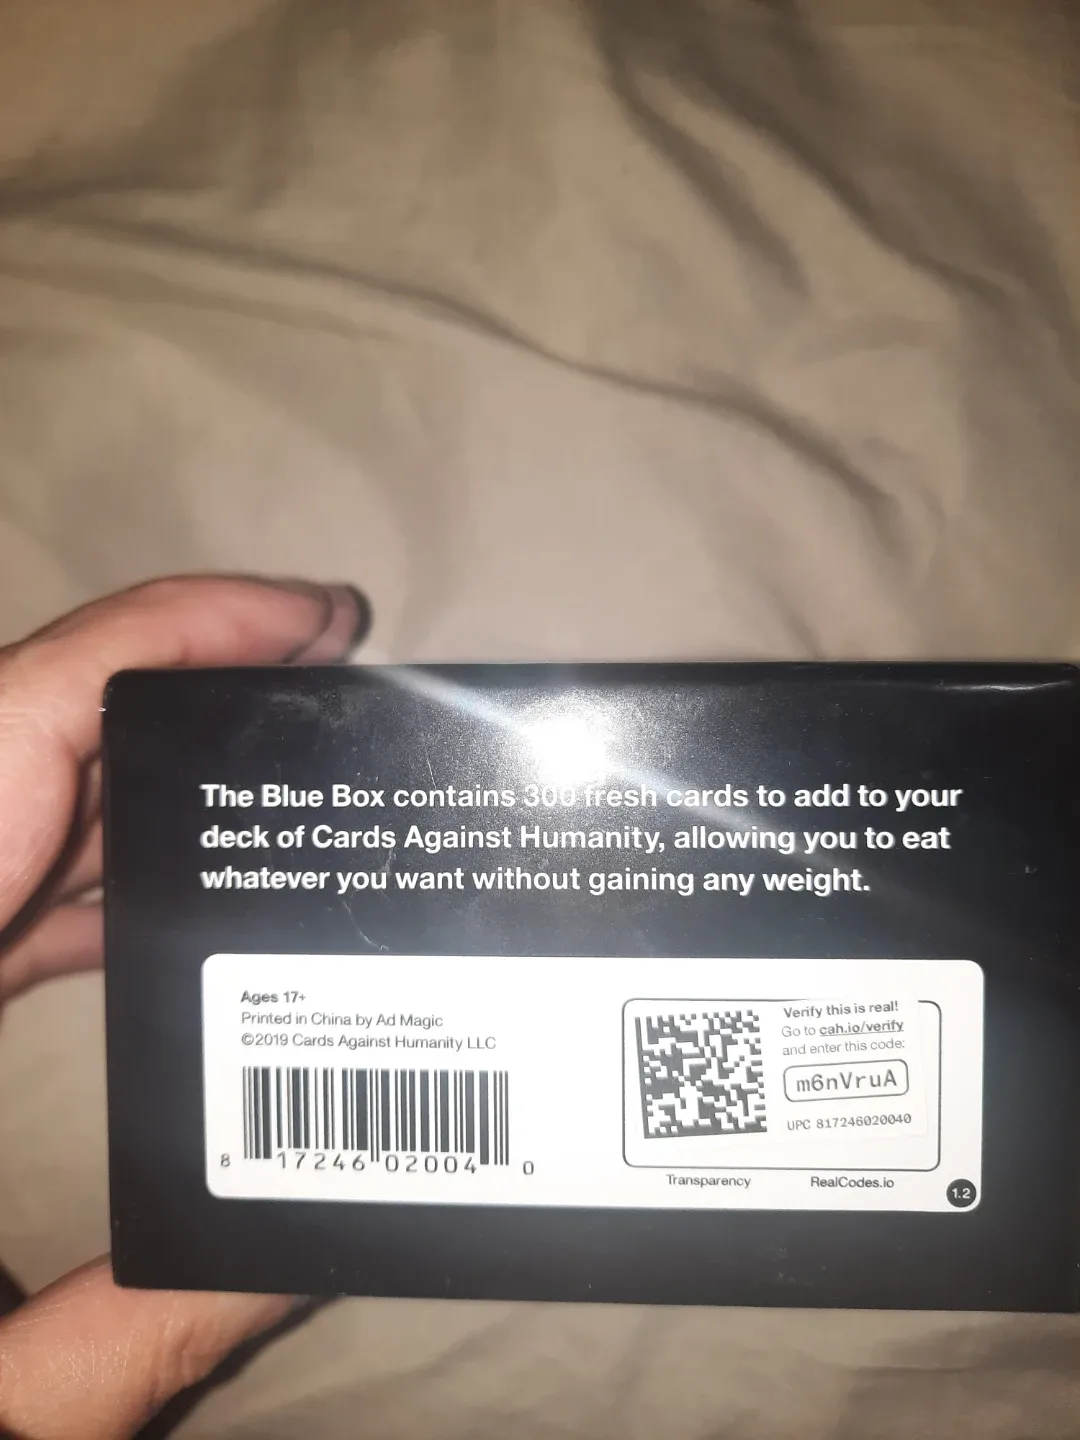 The Blue Box contains 300 fresh cards to add to your
deck of Cards Against Humanity, allowing you to eat
whatever you want without gaining any weight.
Ages 17+
Printed in China by Ad Magic
©2019 Cards Against Humanity LLC
8 17246 02004 0
Verify this is real!
Go to cah.io/verify
and enter this code:
m6nVruA
UPC 817246020040
Transparency
RealCodes.io
1.2